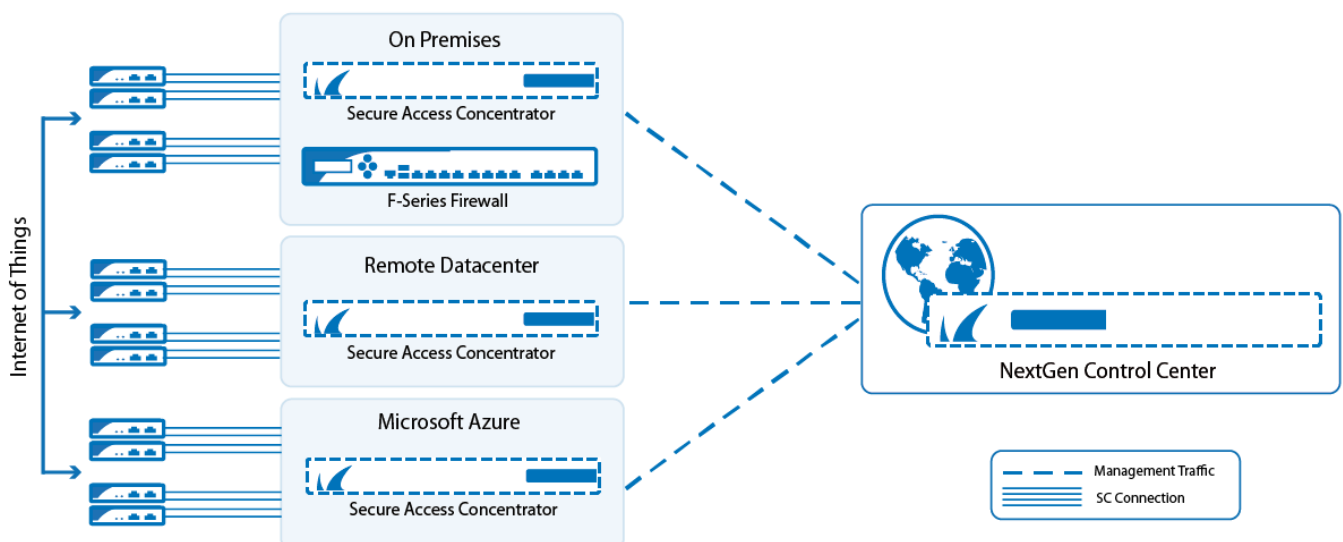 On Premises
Secure Access Concentrator
F-Series Firewall
Internet of Things
Remote Datacenter
Secure Access Concentrator
Microsoft Azure
Secure Access Concentrator
NextGen Control Center
Management Traffic
SC Connection